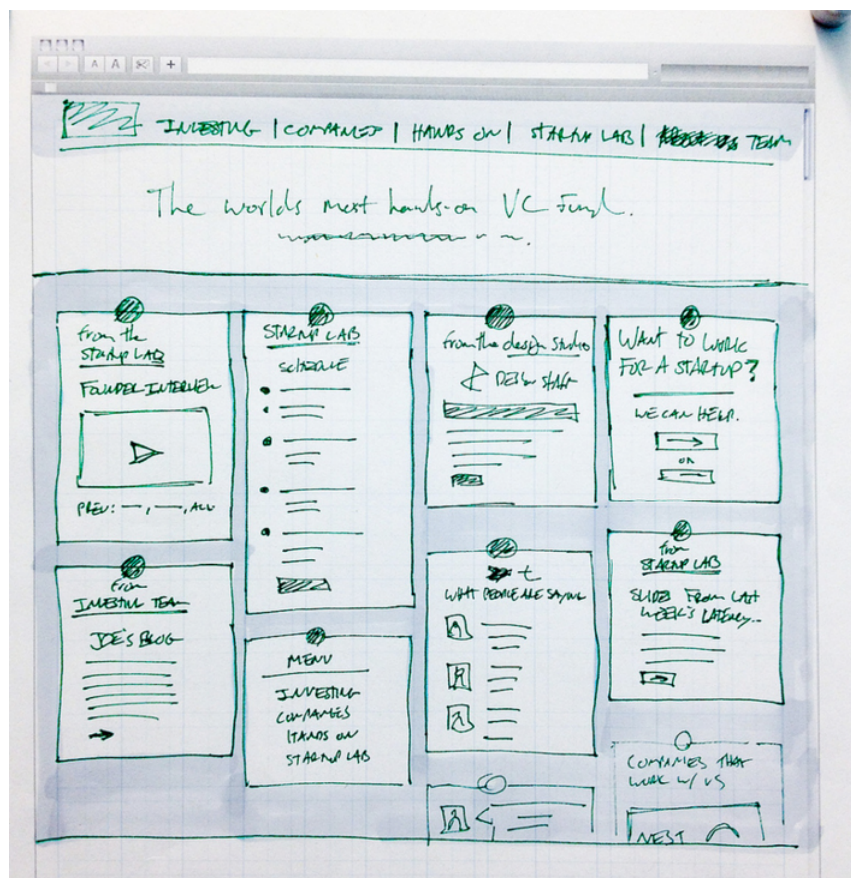 A A +
INVESTING | COMPANIES | HANDS ON | STARTUP LAB | TEAM
The worlds most hands-on VC Fund.
from the
STARTUP LAB
FOUNDER INTERVIEW
PREV: —, —, ALL
from
INVESTING TEAM
JOE'S BLOG
STARTUP LAB
SCHEDULE
MENU
INVESTING
COMPANIES
HANDS ON
STARTUP LAB
from the design studio
DESIGN STAFF
t
WHAT PEOPLE ARE SAYING
WANT TO WORK
FOR A STARTUP?
WE CAN HELP.
OR
from
STARTUP LAB
SLIDES FROM LAST
WEEK'S LATENCY...
COMPANIES THAT
WORK W/ US
NEST